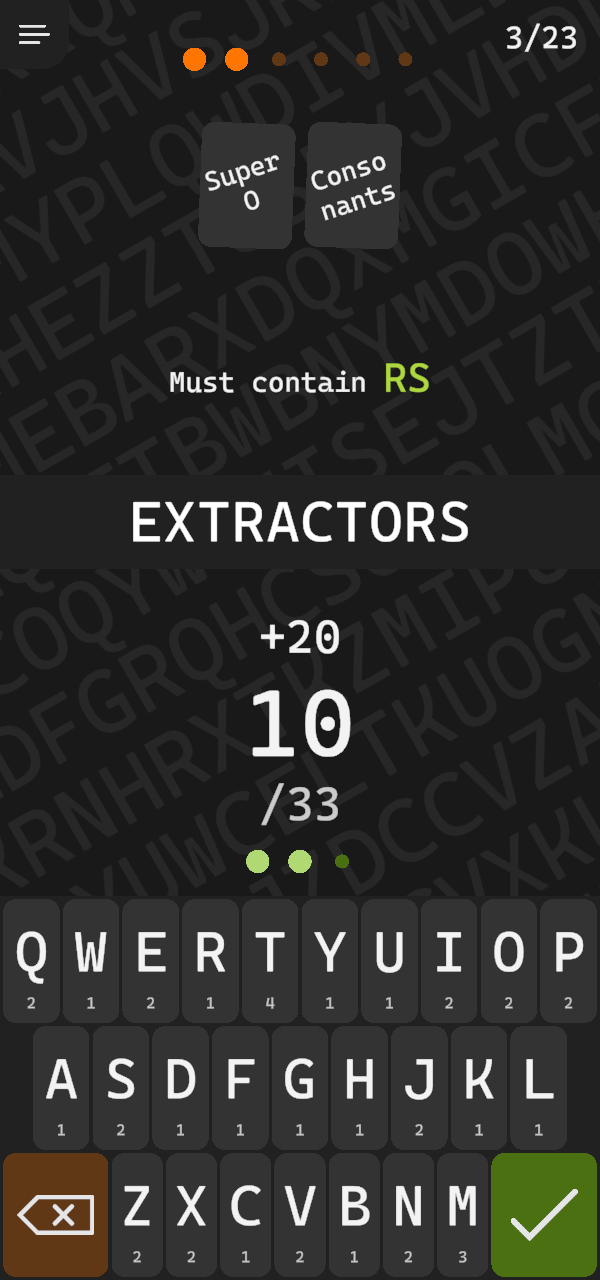 3/23
Super
O
Conso
nants
Must contain RS
EXTRACTORS
+20
10
/33
Q W E R T Y U I O P
2 1 2 1 4 1 1 2 2 2
A S D F G H J K L
1 2 1 1 1 1 2 1 1
Z X C V B N M
2 2 1 2 1 2 3